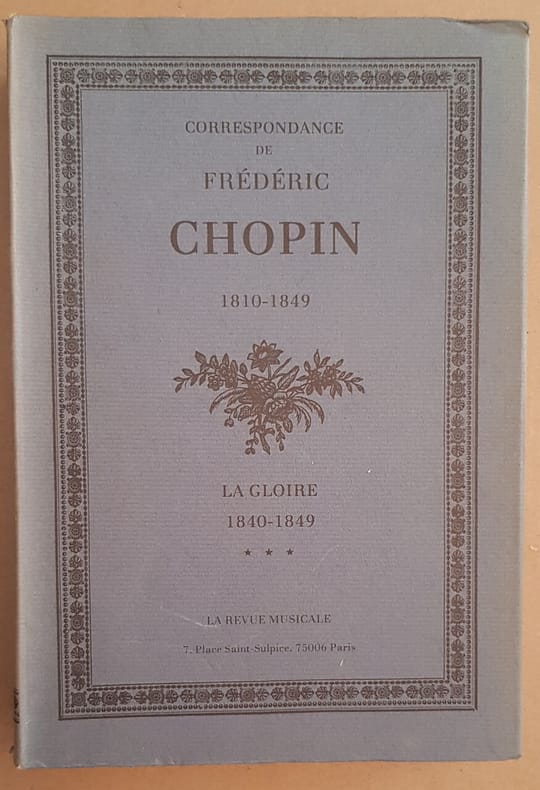 CORRESPONDANCE
DE
FRÉDÉRIC
CHOPIN
1810-1849
LA GLOIRE
1840-1849
★ ★ ★
LA REVUE MUSICALE
7, Place Saint-Sulpice, 75006 Paris